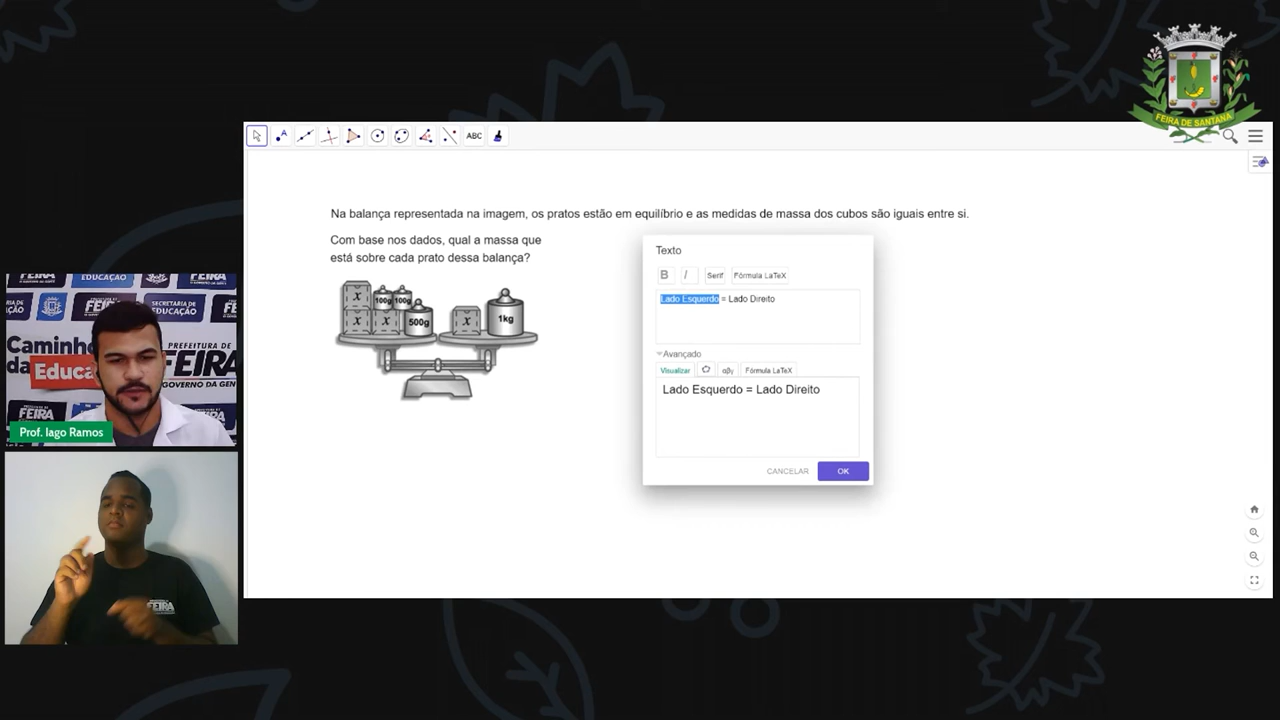 FEIRA DE SANTANA
ABC
Na balança representada na imagem, os pratos estão em equilíbrio e as medidas de massa dos cubos são iguais entre si.
Com base nos dados, qual a massa que
está sobre cada prato dessa balança?
x 100g 100g
x x 500g x 1kg
Texto
B I Serif Fórmula LaTeX
Lado Esquerdo = Lado Direito
Avançado
Visualizar αβγ Fórmula LaTeX
Lado Esquerdo = Lado Direito
CANCELAR OK
EDUCAÇÃO
PREFEITURA DE
FEIRA
SECRETARIA DE
EDUCAÇÃO
Caminho
da
Educa
FEIRA
GOVERNO DA GEN
FEIRA
Prof. Iago Ramos
FEIRA